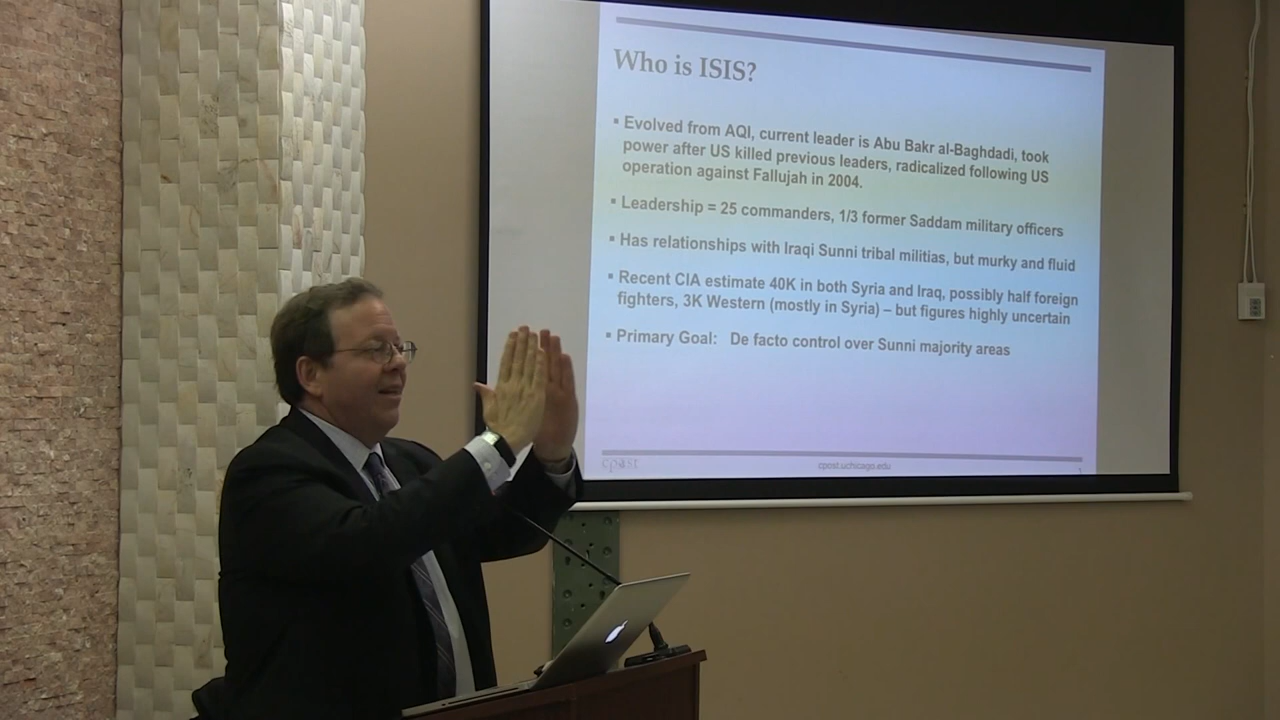 Who is ISIS?
▪ Evolved from AQI, current leader is Abu Bakr al-Baghdadi, took
power after US killed previous leaders, radicalized following US
operation against Fallujah in 2004.
▪ Leadership = 25 commanders, 1/3 former Saddam military officers
▪ Has relationships with Iraqi Sunni tribal militias, but murky and fluid
▪ Recent CIA estimate 40K in both Syria and Iraq, possibly half foreign
fighters, 3K Western (mostly in Syria) – but figures highly uncertain
▪ Primary Goal: De facto control over Sunni majority areas
cpost
cpost.uchicago.edu